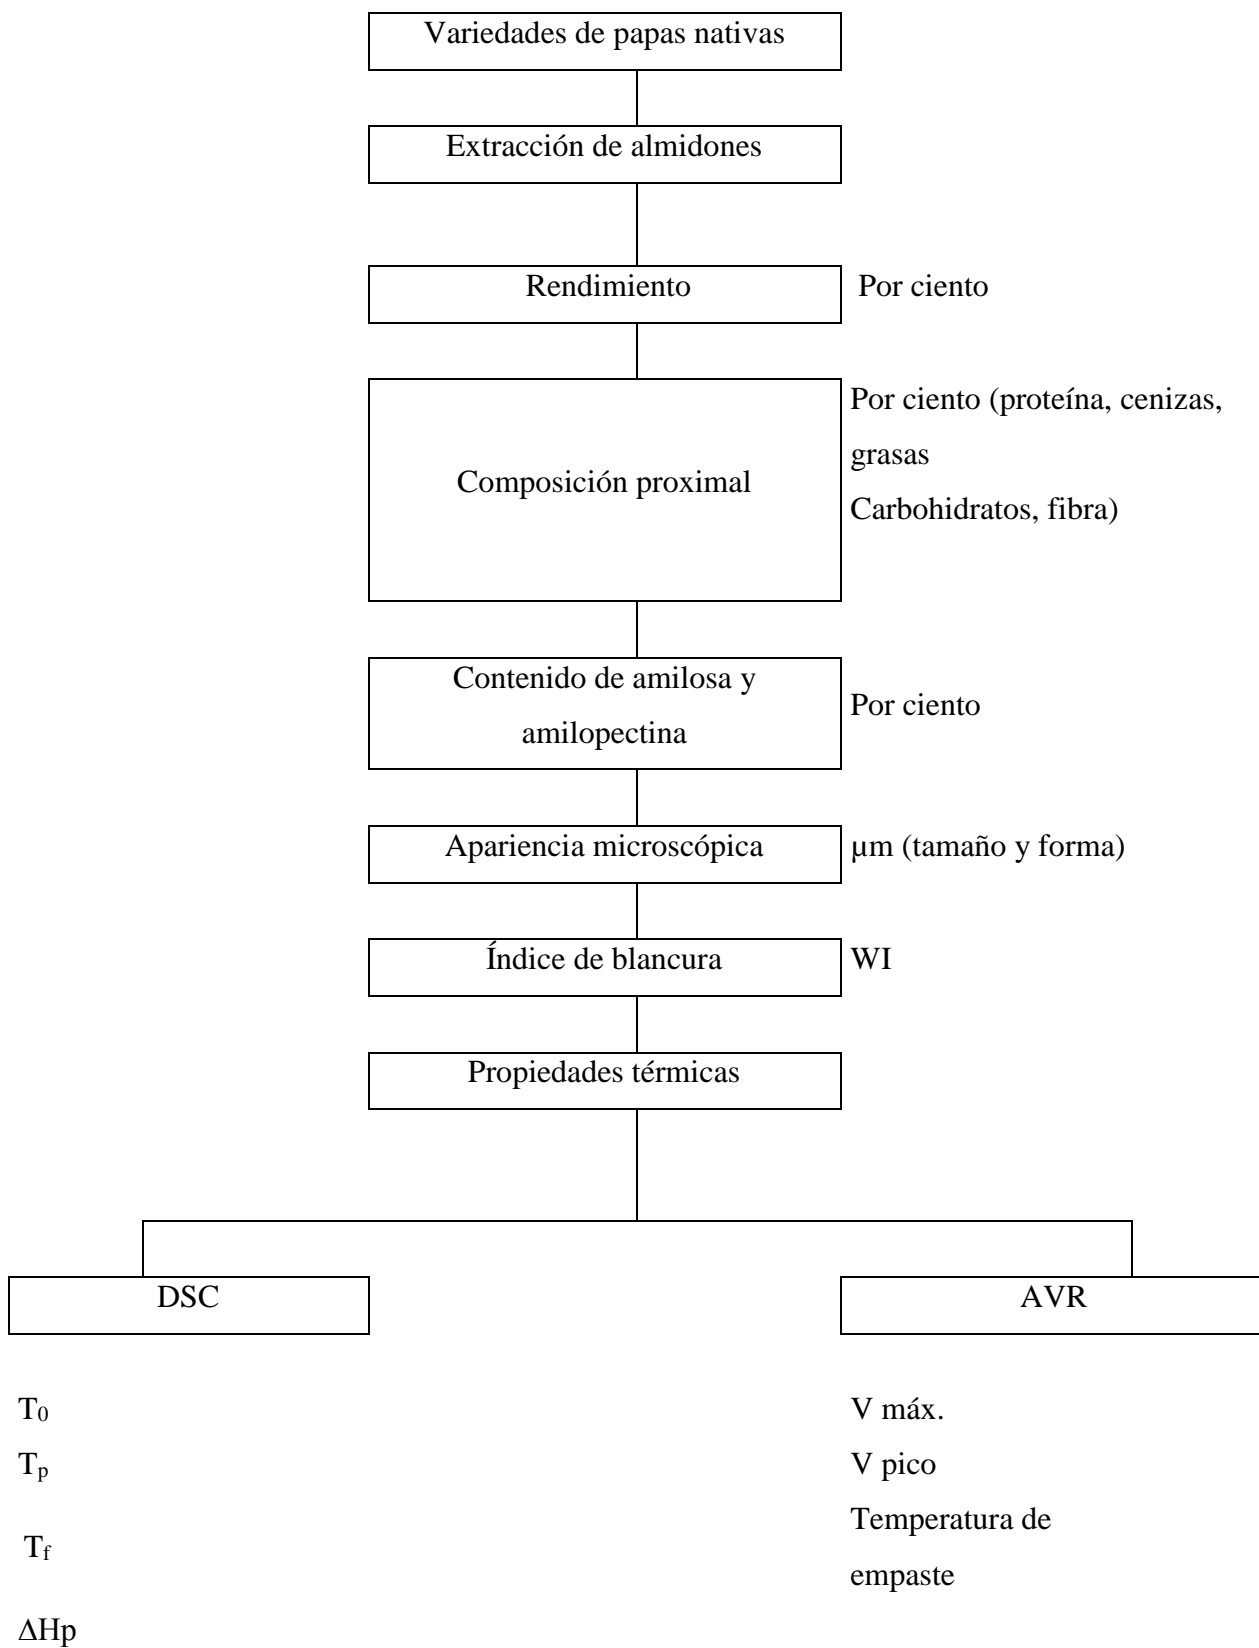 Variedades de papas nativas
Extracción de almidones
Rendimiento
Por ciento
Composición proximal
Por ciento (proteína, cenizas,
grasas
Carbohidratos, fibra)
Contenido de amilosa y
amilopectina
Por ciento
Apariencia microscópica
µm (tamaño y forma)
Índice de blancura
WI
Propiedades térmicas
DSC
AVR
T₀
Tₚ
T_f
∆Hp
V máx.
V pico
Temperatura de
empaste